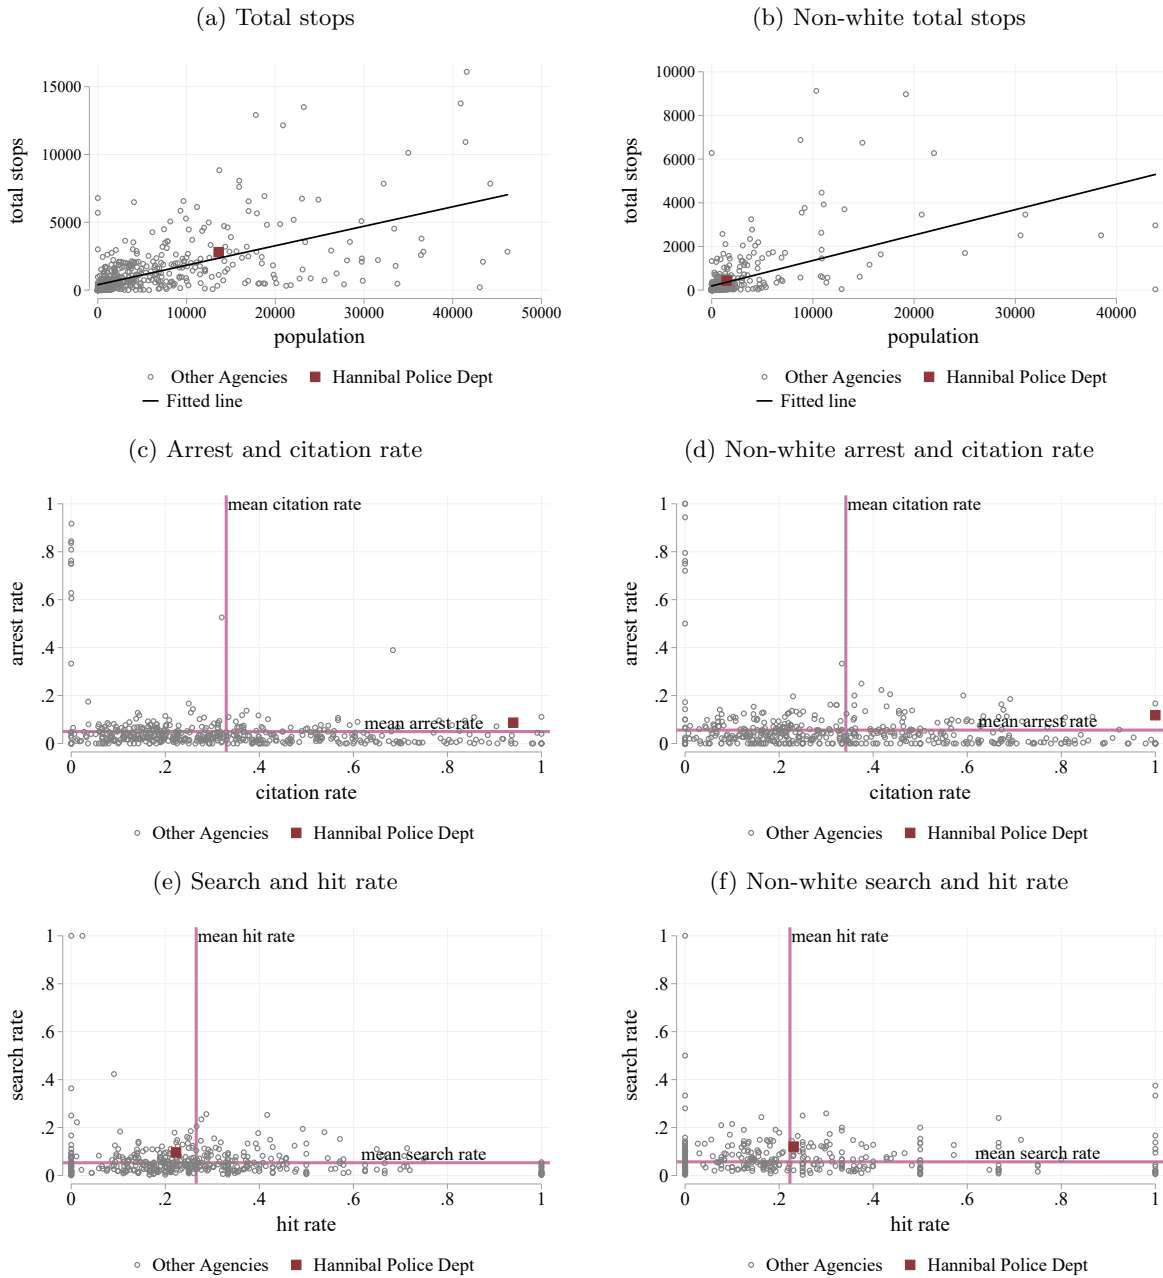 (a) Total stops
(b) Non-white total stops
total stops
15000
10000
5000
0
0 10000 20000 30000 40000 50000
population
Other Agencies Hannibal Police Dept
Fitted line
total stops
10000
8000
6000
4000
2000
0
0 10000 20000 30000 40000
population
Other Agencies Hannibal Police Dept
Fitted line
(c) Arrest and citation rate
(d) Non-white arrest and citation rate
arrest rate
1
.8
.6
.4
.2
0
mean citation rate
mean arrest rate
0 .2 .4 .6 .8 1
citation rate
Other Agencies Hannibal Police Dept
arrest rate
1
.8
.6
.4
.2
0
mean citation rate
mean arrest rate
0 .2 .4 .6 .8 1
citation rate
Other Agencies Hannibal Police Dept
(e) Search and hit rate
(f) Non-white search and hit rate
search rate
1
.8
.6
.4
.2
0
mean hit rate
mean search rate
0 .2 .4 .6 .8 1
hit rate
Other Agencies Hannibal Police Dept
search rate
1
.8
.6
.4
.2
0
mean hit rate
mean search rate
0 .2 .4 .6 .8 1
hit rate
Other Agencies Hannibal Police Dept